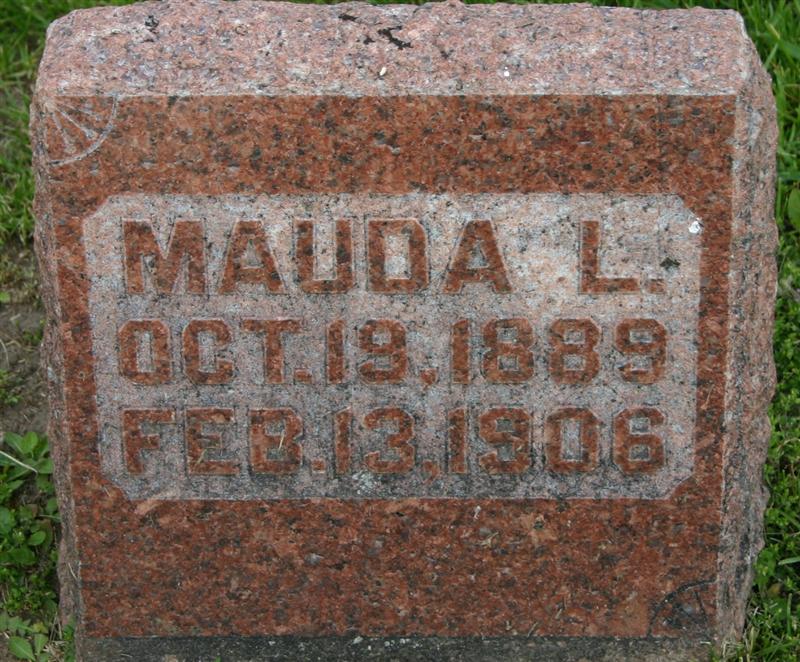 MAUDA L.
OCT. 19, 1889
FEB. 13, 1906